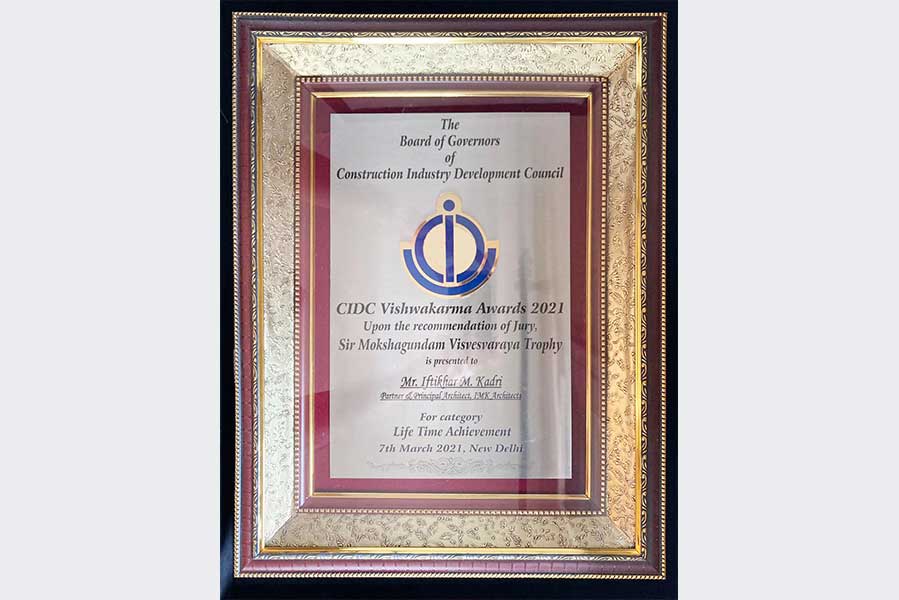 The
Board of Governors
of
Construction Industry Development Council
CIDC Vishwakarma Awards 2021
Upon the recommendation of Jury,
Sir Mokshagundam Visvesvaraya Trophy
is presented to
Mr. Iftikhar M. Kadri
Partner & Principal Architect, IMK Architects
For category
Life Time Achievement
7th March 2021, New Delhi